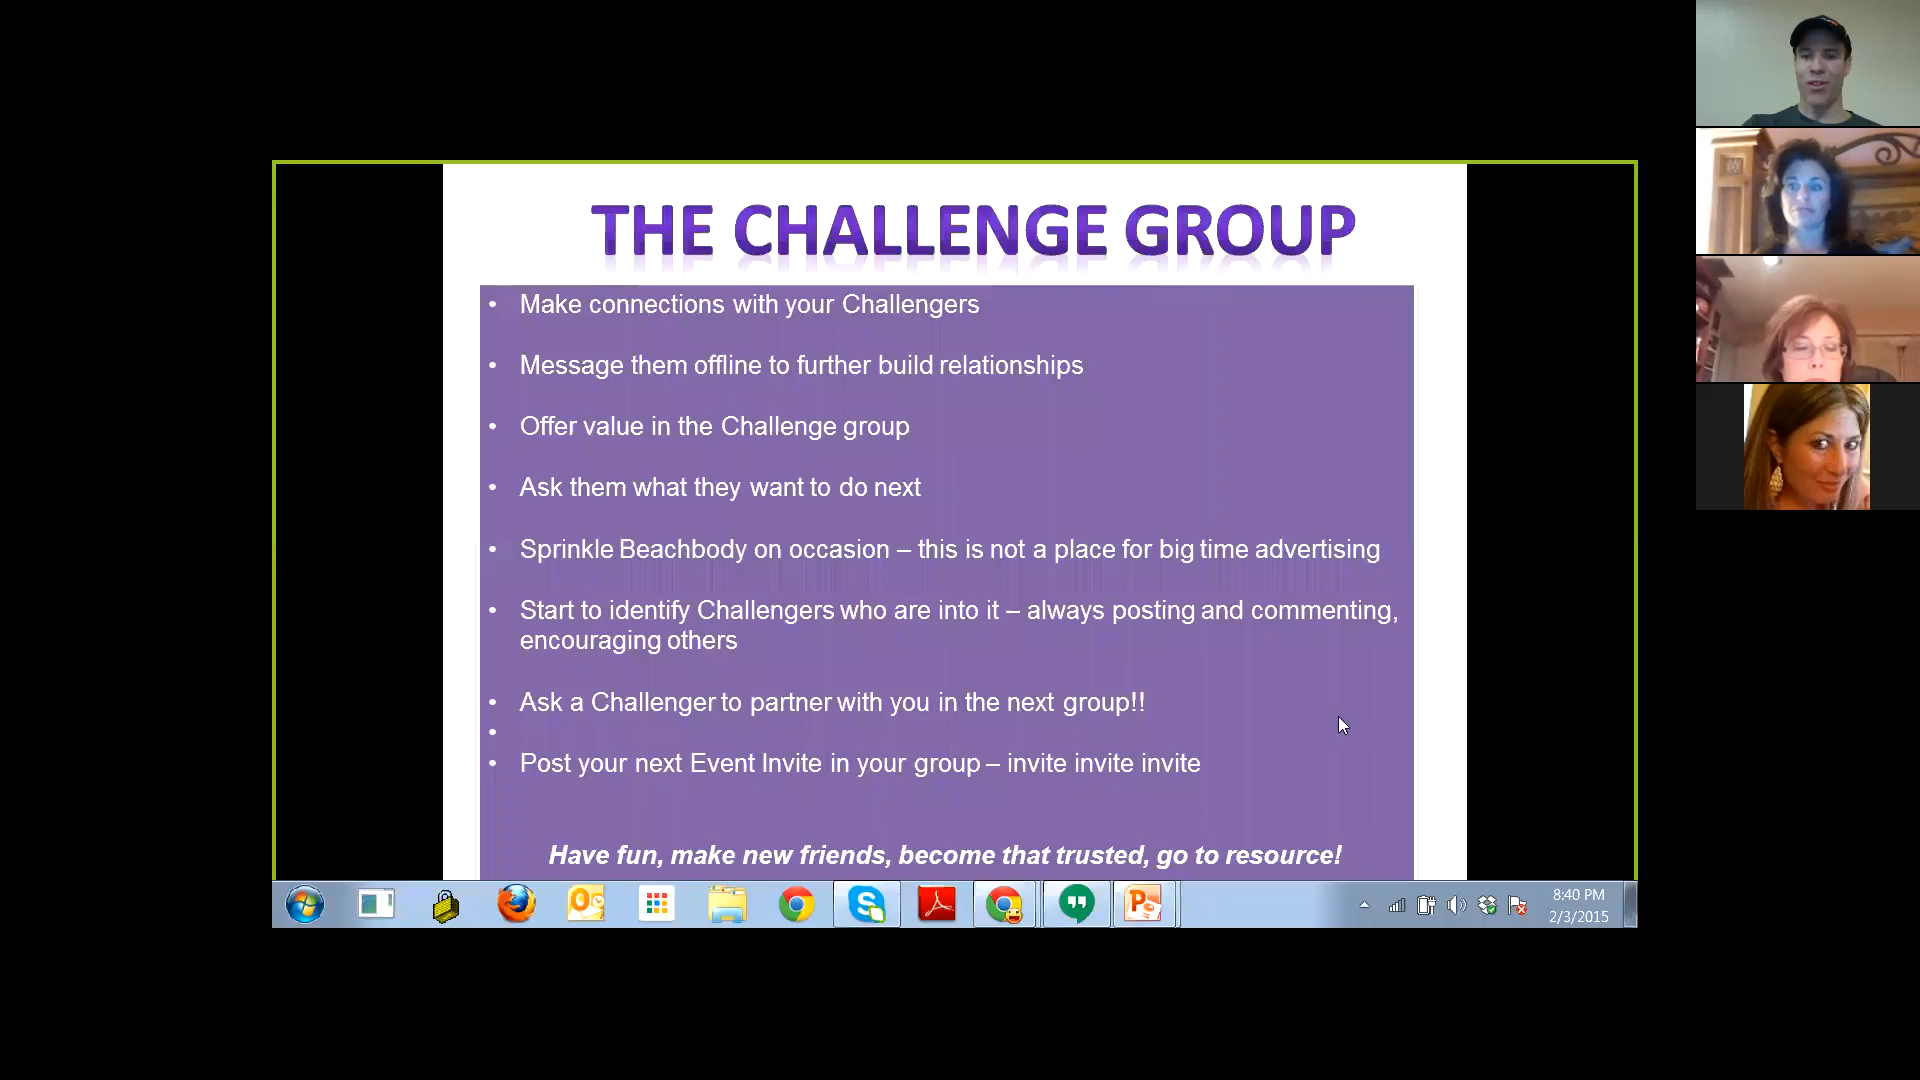 THE CHALLENGE GROUP
• Make connections with your Challengers
• Message them offline to further build relationships
• Offer value in the Challenge group
• Ask them what they want to do next
• Sprinkle Beachbody on occasion – this is not a place for big time advertising
• Start to identify Challengers who are into it – always posting and commenting,
encouraging others
• Ask a Challenger to partner with you in the next group!!
•
• Post your next Event Invite in your group – invite invite invite
Have fun, make new friends, become that trusted, go to resource!
8:40 PM
2/3/2015